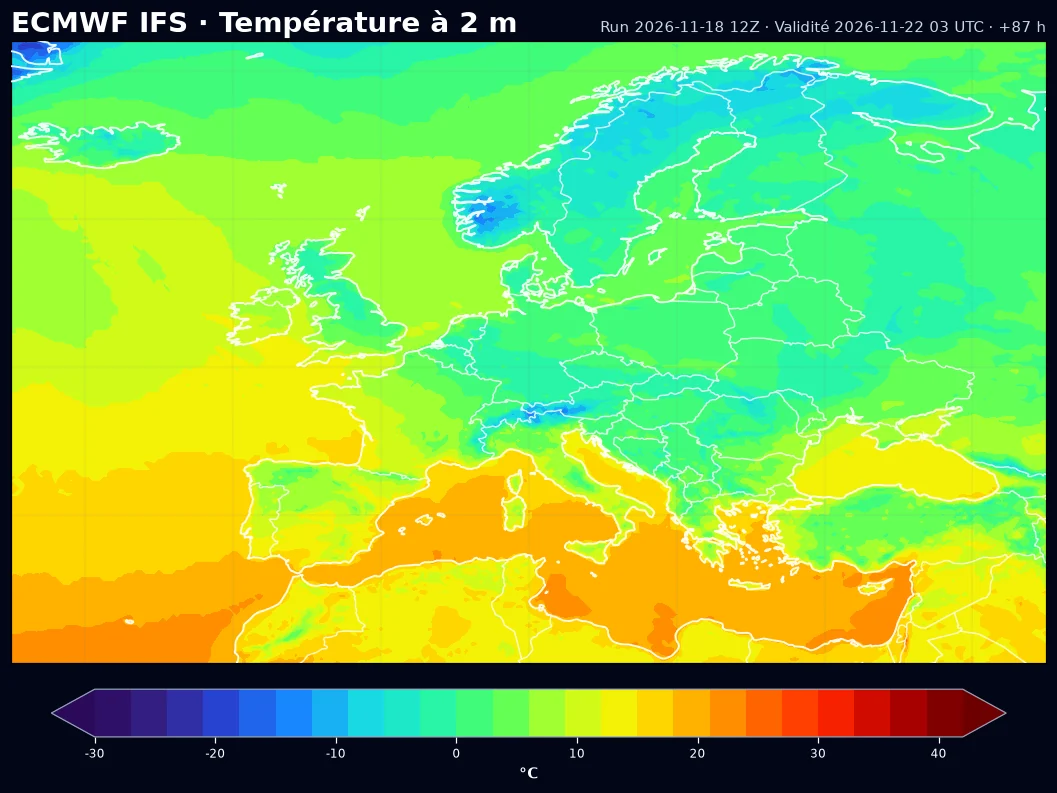 ECMWF IFS · Température à 2 m
Run 2026-11-18 12Z · Validité 2026-11-22 03 UTC · +87 h
-30 -20 -10 0 10 20 30 40
°C